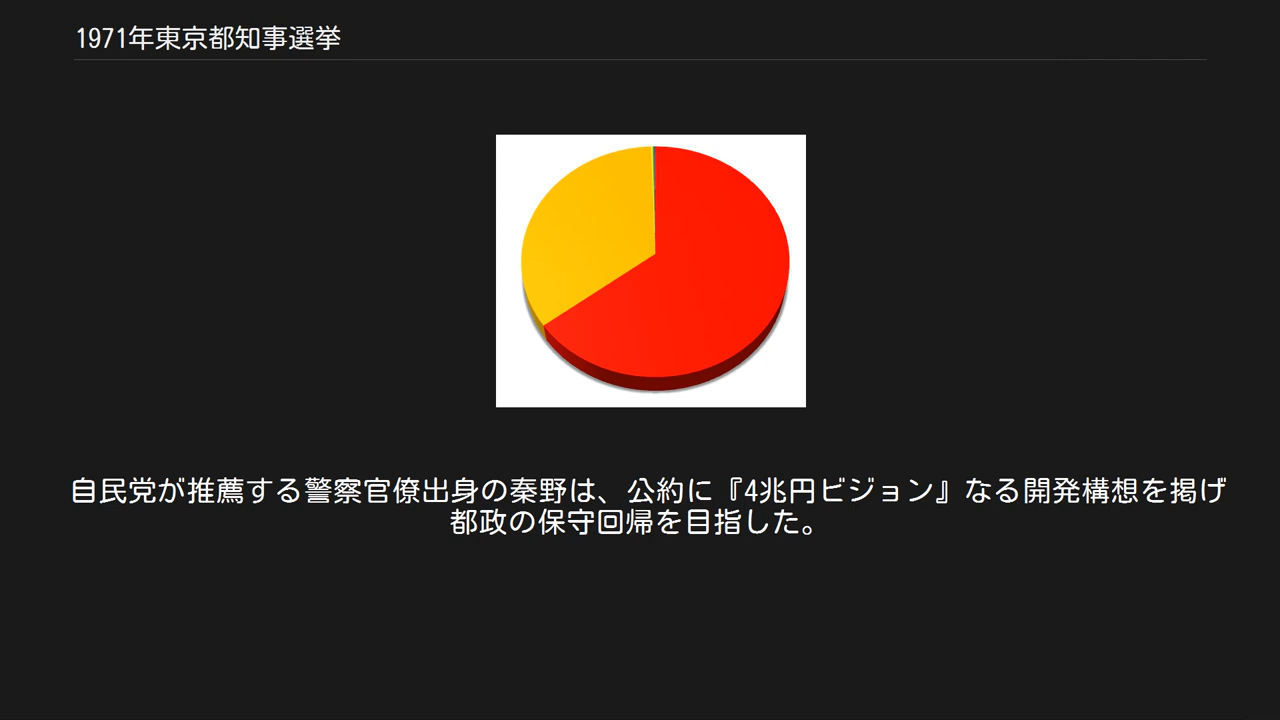 1971年東京都知事選挙
自民党が推薦する警察官僚出身の秦野は、公約に『4兆円ビジョン』なる開発構想を掲げ
都政の保守回帰を目指した。